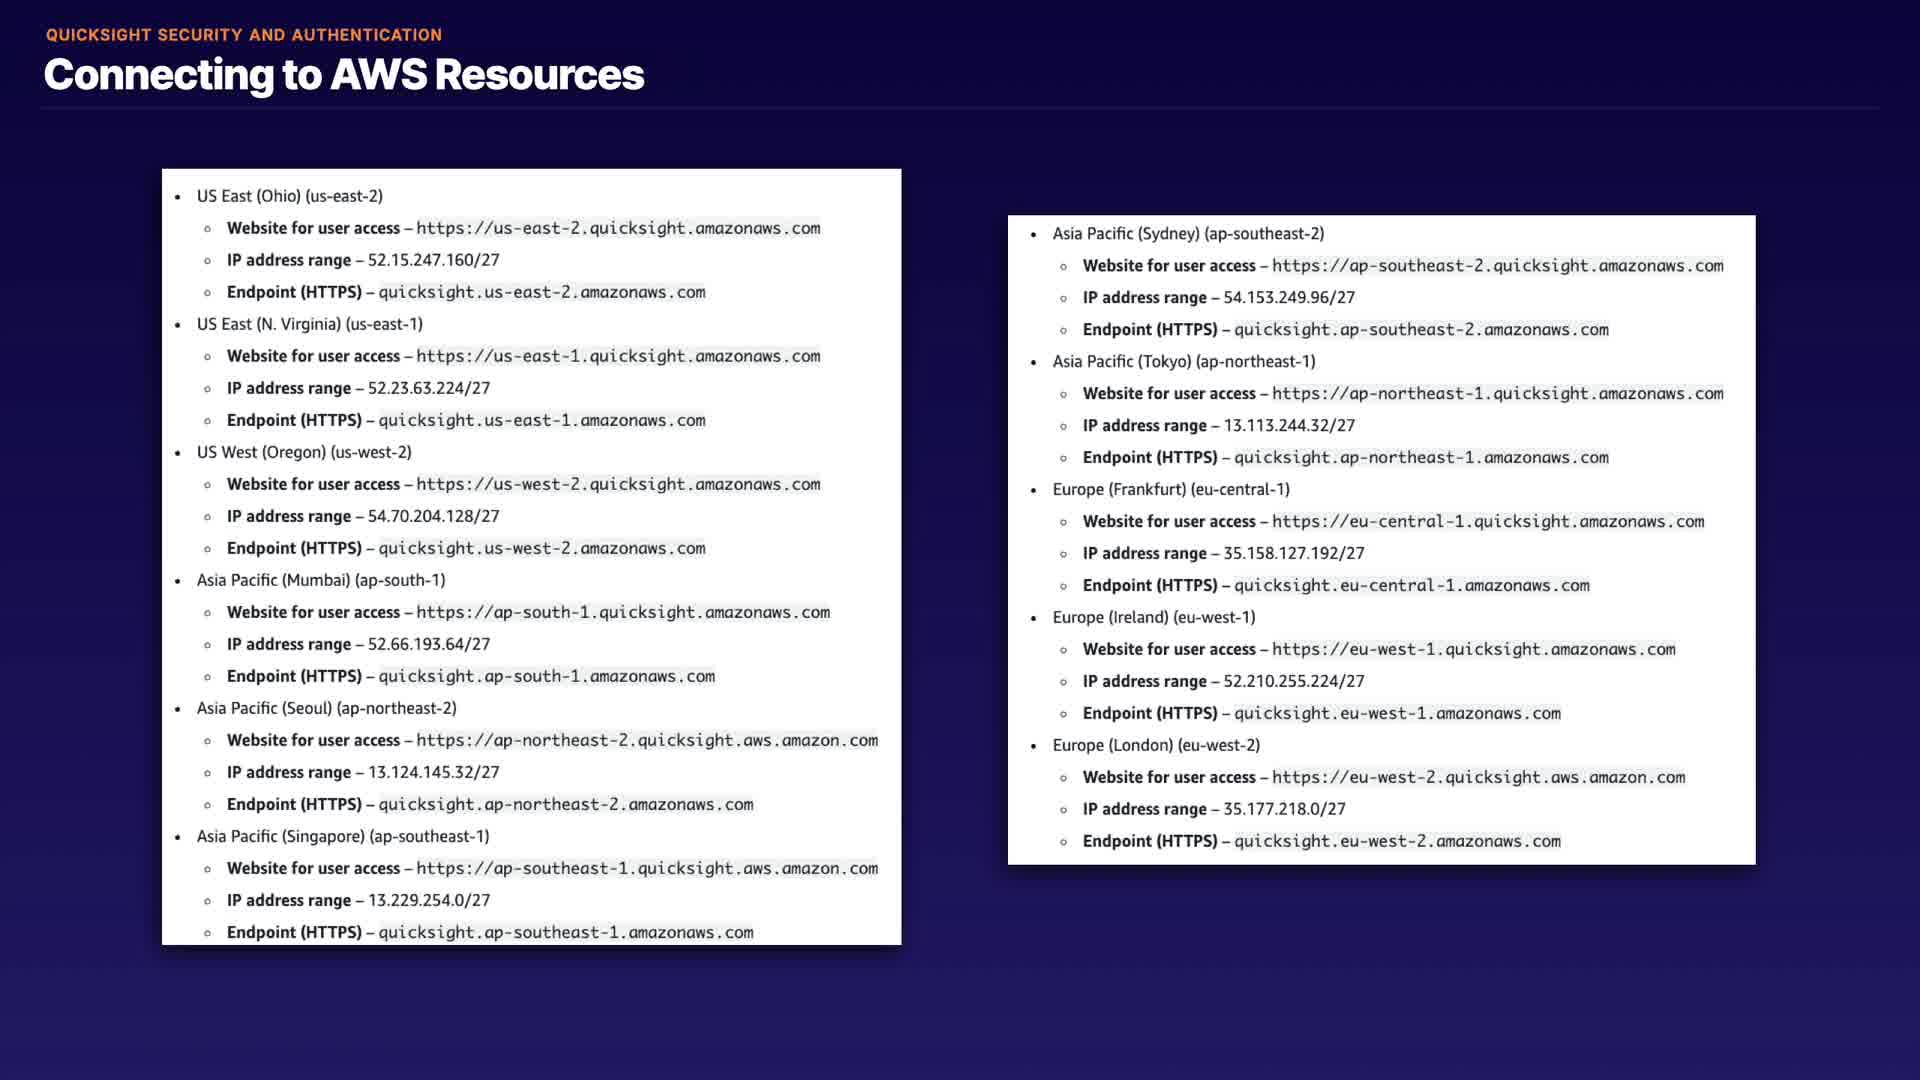 QUICKSIGHT SECURITY AND AUTHENTICATION
Connecting to AWS Resources
• US East (Ohio) (us-east-2)
◦ Website for user access – https://us-east-2.quicksight.amazonaws.com
◦ IP address range – 52.15.247.160/27
◦ Endpoint (HTTPS) – quicksight.us-east-2.amazonaws.com
• US East (N. Virginia) (us-east-1)
◦ Website for user access – https://us-east-1.quicksight.amazonaws.com
◦ IP address range – 52.23.63.224/27
◦ Endpoint (HTTPS) – quicksight.us-east-1.amazonaws.com
• US West (Oregon) (us-west-2)
◦ Website for user access – https://us-west-2.quicksight.amazonaws.com
◦ IP address range – 54.70.204.128/27
◦ Endpoint (HTTPS) – quicksight.us-west-2.amazonaws.com
• Asia Pacific (Mumbai) (ap-south-1)
◦ Website for user access – https://ap-south-1.quicksight.amazonaws.com
◦ IP address range – 52.66.193.64/27
◦ Endpoint (HTTPS) – quicksight.ap-south-1.amazonaws.com
• Asia Pacific (Seoul) (ap-northeast-2)
◦ Website for user access – https://ap-northeast-2.quicksight.aws.amazon.com
◦ IP address range – 13.124.145.32/27
◦ Endpoint (HTTPS) – quicksight.ap-northeast-2.amazonaws.com
• Asia Pacific (Singapore) (ap-southeast-1)
◦ Website for user access – https://ap-southeast-1.quicksight.aws.amazon.com
◦ IP address range – 13.229.254.0/27
◦ Endpoint (HTTPS) – quicksight.ap-southeast-1.amazonaws.com
• Asia Pacific (Sydney) (ap-southeast-2)
◦ Website for user access – https://ap-southeast-2.quicksight.amazonaws.com
◦ IP address range – 54.153.249.96/27
◦ Endpoint (HTTPS) – quicksight.ap-southeast-2.amazonaws.com
• Asia Pacific (Tokyo) (ap-northeast-1)
◦ Website for user access – https://ap-northeast-1.quicksight.amazonaws.com
◦ IP address range – 13.113.244.32/27
◦ Endpoint (HTTPS) – quicksight.ap-northeast-1.amazonaws.com
• Europe (Frankfurt) (eu-central-1)
◦ Website for user access – https://eu-central-1.quicksight.amazonaws.com
◦ IP address range – 35.158.127.192/27
◦ Endpoint (HTTPS) – quicksight.eu-central-1.amazonaws.com
• Europe (Ireland) (eu-west-1)
◦ Website for user access – https://eu-west-1.quicksight.amazonaws.com
◦ IP address range – 52.210.255.224/27
◦ Endpoint (HTTPS) – quicksight.eu-west-1.amazonaws.com
• Europe (London) (eu-west-2)
◦ Website for user access – https://eu-west-2.quicksight.aws.amazon.com
◦ IP address range – 35.177.218.0/27
◦ Endpoint (HTTPS) – quicksight.eu-west-2.amazonaws.com